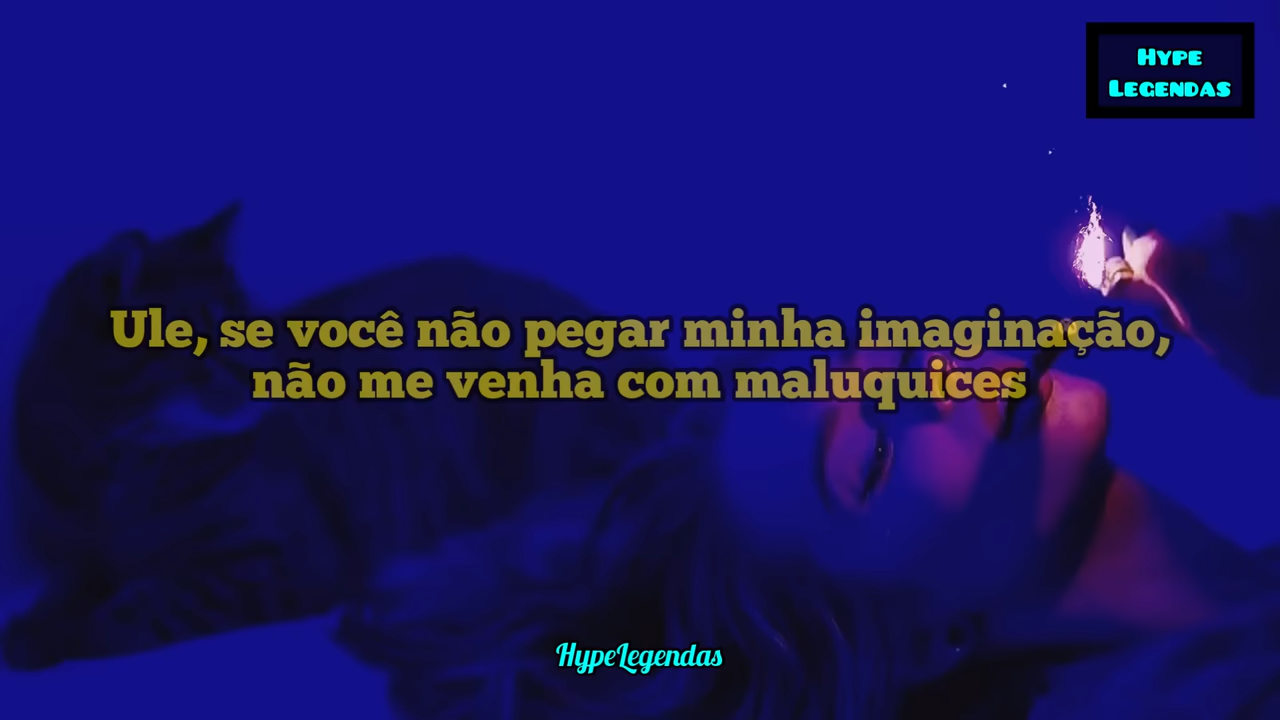 Hype
Legendas
Ule, se você não pegar minha imaginação,
não me venha com maluquices
HypeLegendas